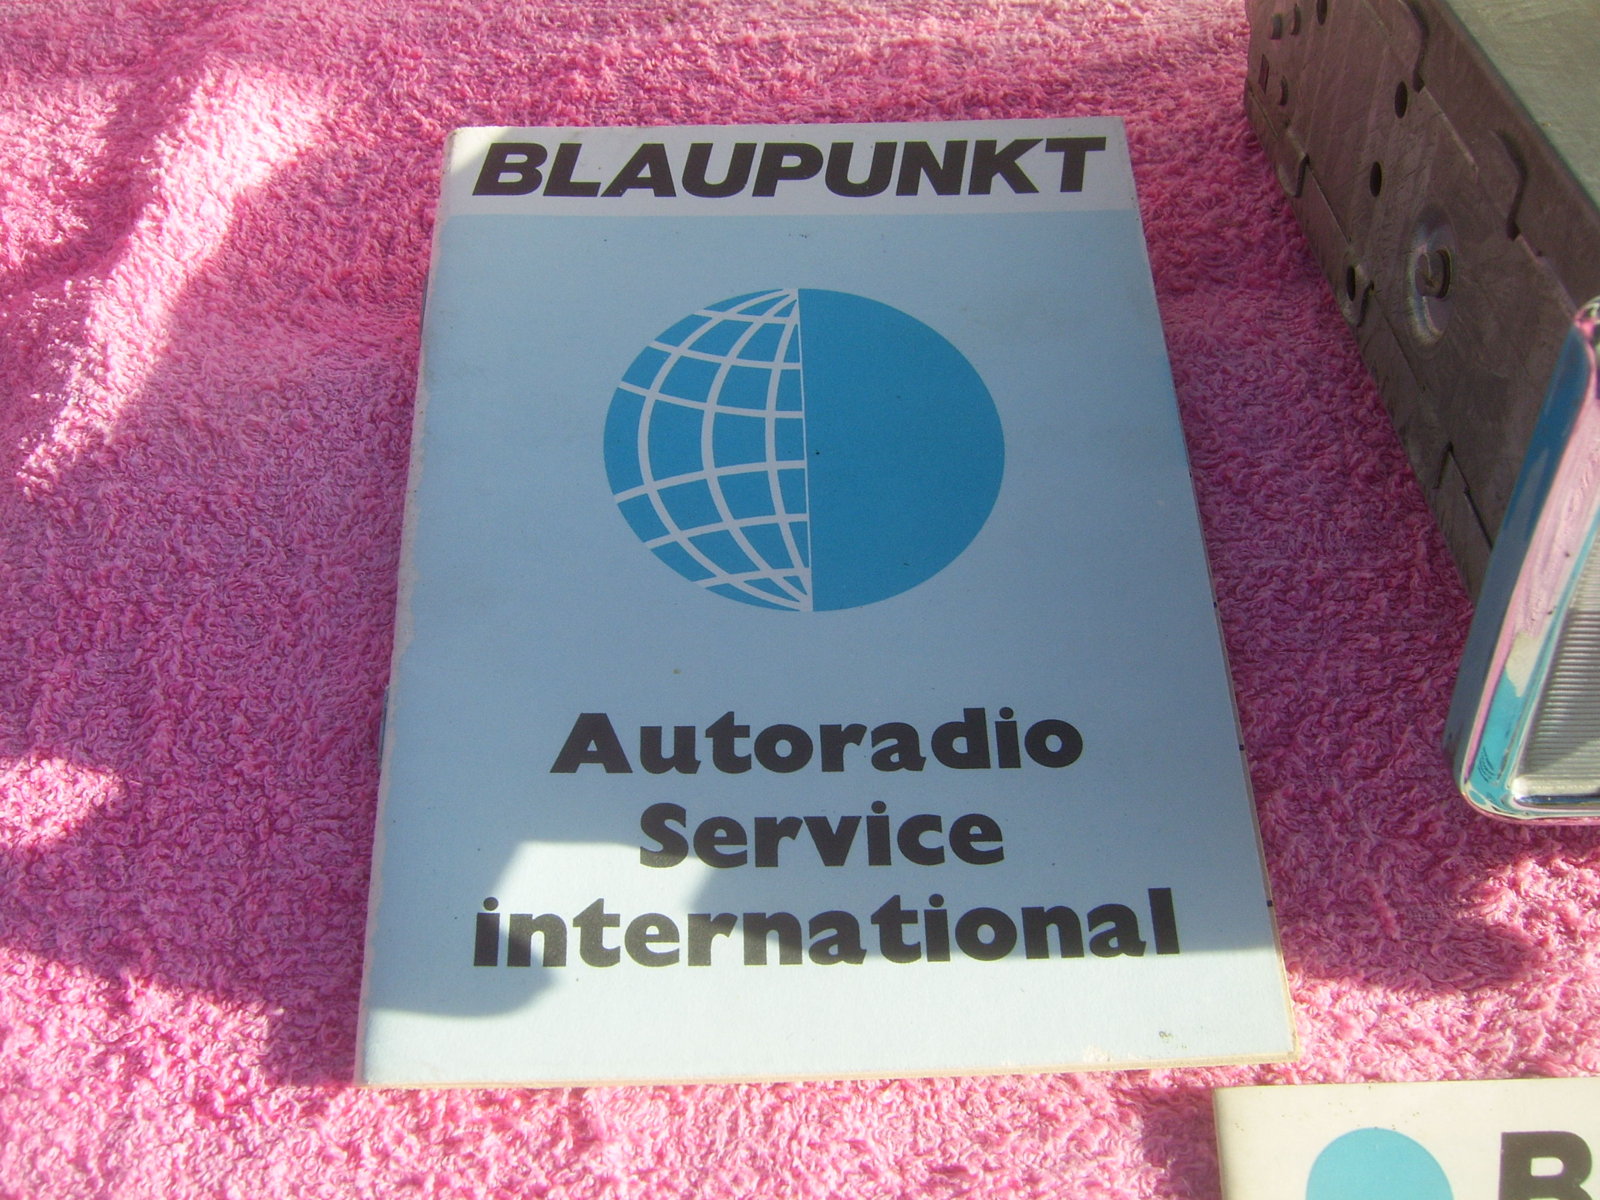 BLAUPUNKT
Autoradio
Service
international
B